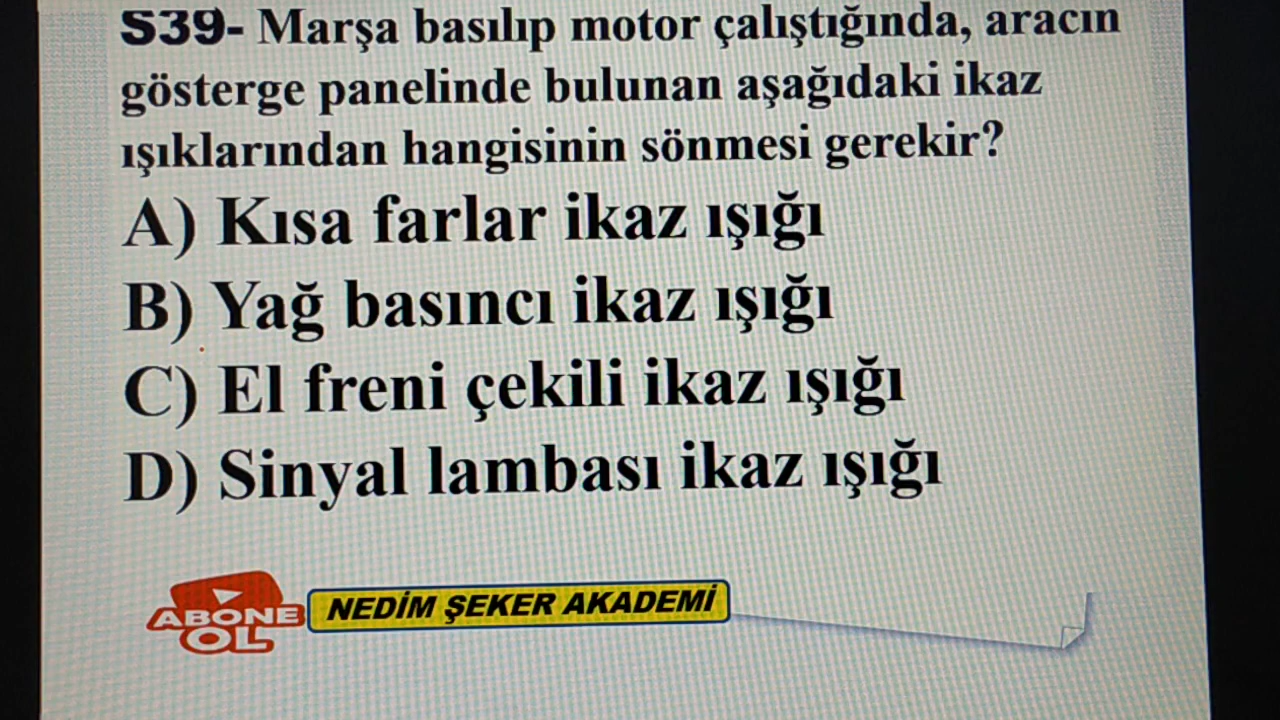 S39- Marşa basılıp motor çalıştığında, aracın
gösterge panelinde bulunan aşağıdaki ikaz
ışıklarından hangisinin sönmesi gerekir?
A) Kısa farlar ikaz ışığı
B) Yağ basıncı ikaz ışığı
C) El freni çekili ikaz ışığı
D) Sinyal lambası ikaz ışığı
ABONE
OL
NEDİM ŞEKER AKADEMİ